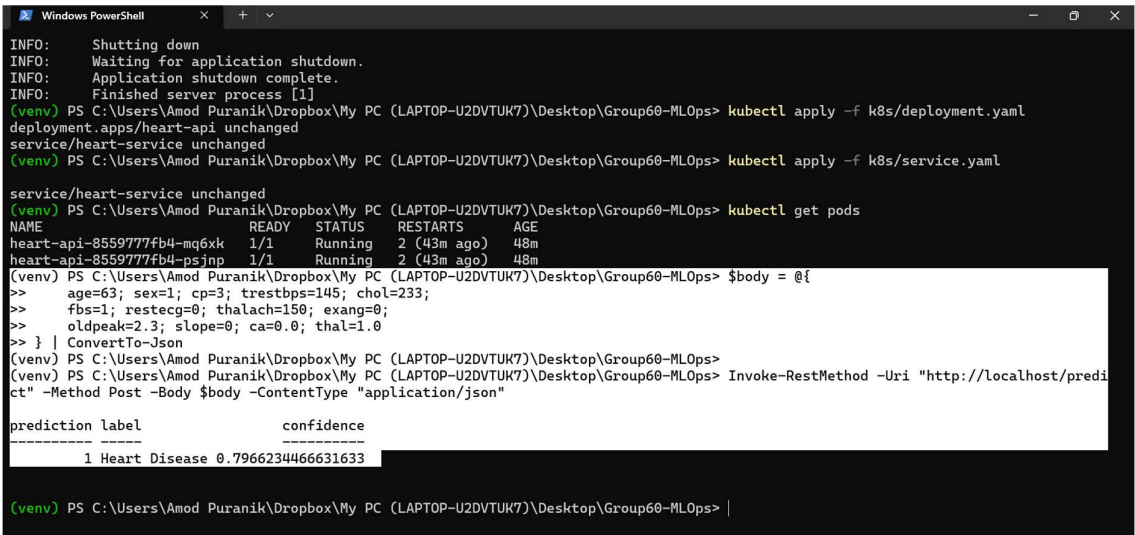 Windows PowerShell
INFO:     Shutting down
INFO:     Waiting for application shutdown.
INFO:     Application shutdown complete.
INFO:     Finished server process [1]
(venv) PS C:\Users\Amod Puranik\Dropbox\My PC (LAPTOP-U2DVTUK7)\Desktop\Group60-MLOps> kubectl apply -f k8s/deployment.yaml
deployment.apps/heart-api unchanged
service/heart-service unchanged
(venv) PS C:\Users\Amod Puranik\Dropbox\My PC (LAPTOP-U2DVTUK7)\Desktop\Group60-MLOps> kubectl apply -f k8s/service.yaml
service/heart-service unchanged
(venv) PS C:\Users\Amod Puranik\Dropbox\My PC (LAPTOP-U2DVTUK7)\Desktop\Group60-MLOps> kubectl get pods
NAME                         READY   STATUS    RESTARTS      AGE
heart-api-8559777fb4-mq6xk   1/1     Running   2 (43m ago)   48m
heart-api-8559777fb4-psjnp   1/1     Running   2 (43m ago)   48m
(venv) PS C:\Users\Amod Puranik\Dropbox\My PC (LAPTOP-U2DVTUK7)\Desktop\Group60-MLOps> $body = @{
>>     age=63; sex=1; cp=3; trestbps=145; chol=233;
>>     fbs=1; restecg=0; thalach=150; exang=0;
>>     oldpeak=2.3; slope=0; ca=0.0; thal=1.0
>> } | ConvertTo-Json
(venv) PS C:\Users\Amod Puranik\Dropbox\My PC (LAPTOP-U2DVTUK7)\Desktop\Group60-MLOps>
(venv) PS C:\Users\Amod Puranik\Dropbox\My PC (LAPTOP-U2DVTUK7)\Desktop\Group60-MLOps> Invoke-RestMethod -Uri "http://localhost/predi
ct" -Method Post -Body $body -ContentType "application/json"
prediction label                 confidence
---------- -----                 ----------
         1 Heart Disease 0.7966234466631633
(venv) PS C:\Users\Amod Puranik\Dropbox\My PC (LAPTOP-U2DVTUK7)\Desktop\Group60-MLOps>